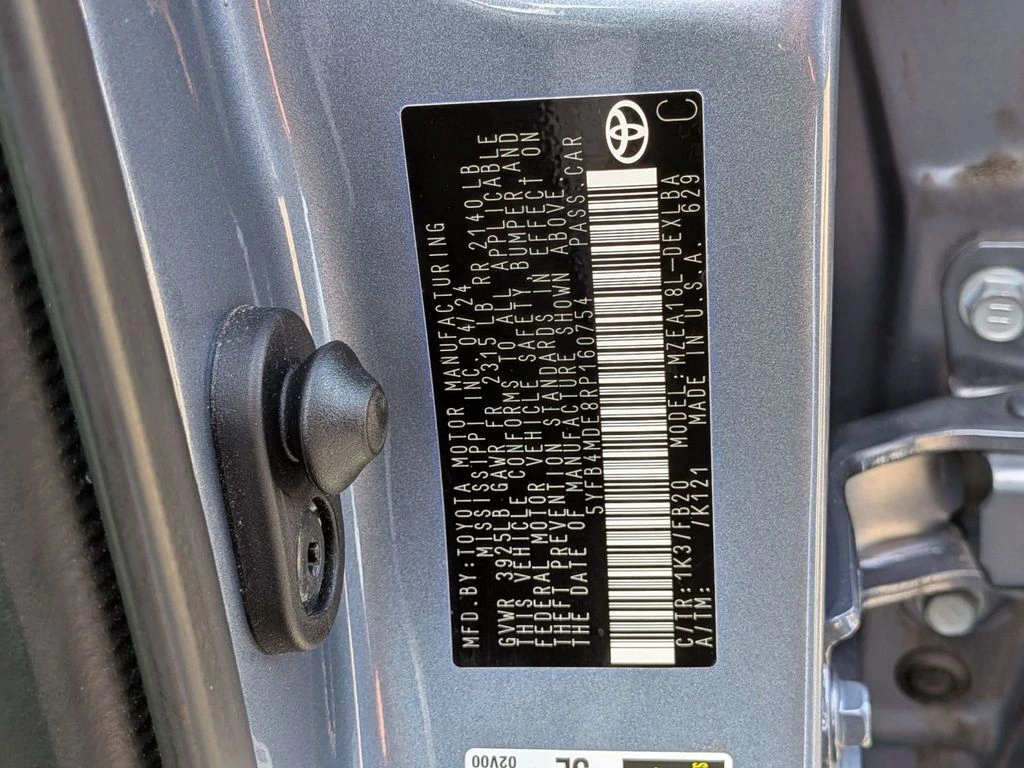 MFD.BY:TOYOTA MOTOR MANUFACTURING
MISSISSIPPI INC.04/24
GVWR 3925LB GAWR FR 2315 LB RR 2140LB
THIS VEHICLE CONFORMS TO ALL APPLICABLE
FEDERAL MOTOR VEHICLE SAFETY, BUMPER AND
THEFT PREVENTION STANDARDS IN EFFECT ON
THE DATE OF MANUFACTURE SHOWN ABOVE.
5YFB4MDE8RP160754 PASS.CAR
C/TR:1K3/FB20 MODEL:MZEA18L-DEXLBA
A/TM: /K121 MADE IN U.S.A. 629
C
02V00